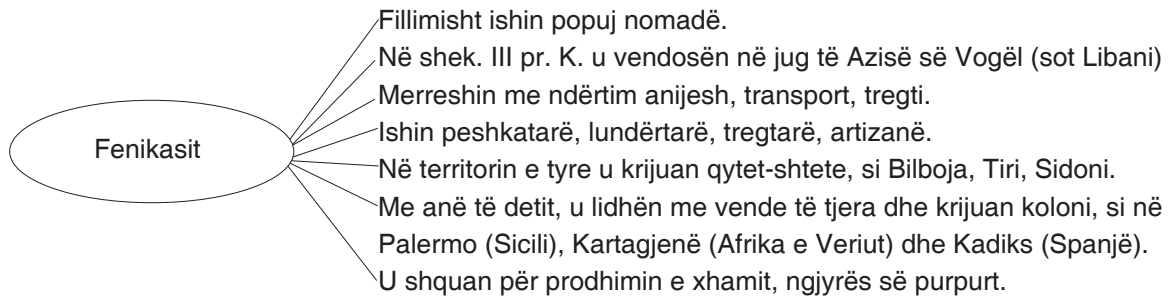 Fillimisht ishin popuj nomadë.
Në shek. III pr. K. u vendosën në jug të Azisë së Vogël (sot Libani)
Merreshin me ndërtim anijesh, transport, tregti.
Ishin peshkatarë, lundërtarë, tregtarë, artizanë.
Fenikasit
Në territorin e tyre u krijuan qytet-shtete, si Bilboja, Tiri, Sidoni.
Me anë të detit, u lidhën me vende të tjera dhe krijuan koloni, si në
Palermo (Sicili), Kartagjenë (Afrika e Veriut) dhe Kadiks (Spanjë).
U shquan për prodhimin e xhamit, ngjyrës së purpurt.